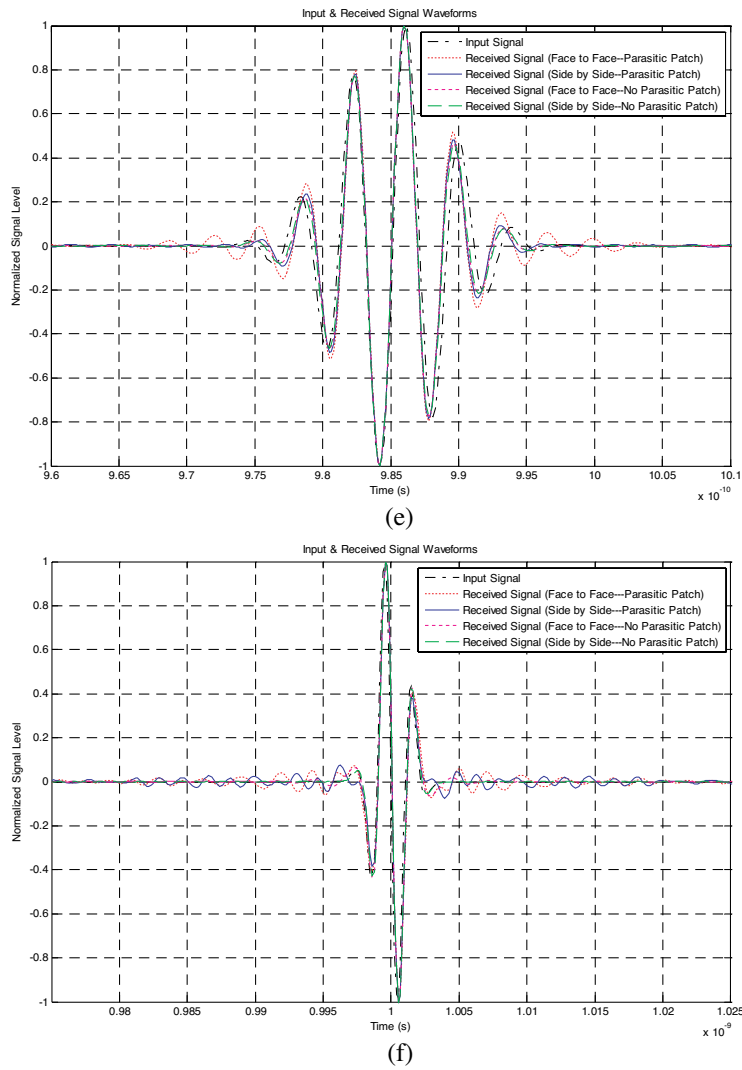 Input & Received Signal Waveforms
1
0.8
0.6
0.4
0.2
0
-0.2
-0.4
-0.6
-0.8
-1
Normalized Signal Level
Input Signal
Received Signal (Face to Face--Parasitic Patch)
Received Signal (Side by Side--Parasitic Patch)
Received Signal (Face to Face--No Parasitic Patch)
Received Signal (Side by Side--No Parasitic Patch)
9.6 9.65 9.7 9.75 9.8 9.85 9.9 9.95 10 10.05 10.1
Time (s)
x 10⁻¹⁰
(e)
Input & Received Signal Waveforms
1
0.8
0.6
0.4
0.2
0
-0.2
-0.4
-0.6
-0.8
-1
Normalized Signal Level
Input Signal
Received Signal (Face to Face---Parasitic Patch)
Received Signal (Side by Side---Parasitic Patch)
Received Signal (Face to Face---No Parasitic Patch)
Received Signal (Side by Side---No Parasitic Patch)
0.98 0.985 0.99 0.995 1 1.005 1.01 1.015 1.02 1.025
Time (s)
x 10⁻⁹
(f)